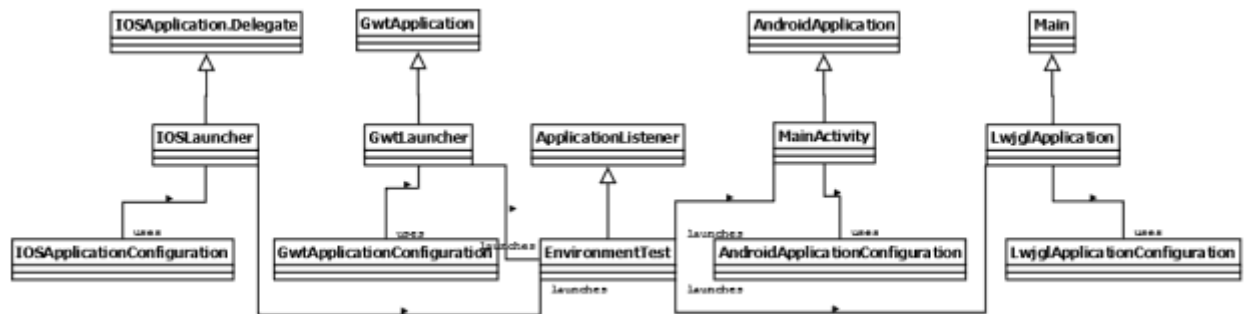 IOSApplication.Delegate
GwtApplication
AndroidApplication
Main
IOSLauncher
GwtLauncher
ApplicationListener
MainActivity
LwjglApplication
uses
uses
launches
launches
uses
uses
IOSApplicationConfiguration
GwtApplicationConfiguration
EnvironmentTest
AndroidApplicationConfiguration
LwjglApplicationConfiguration
launches
launches